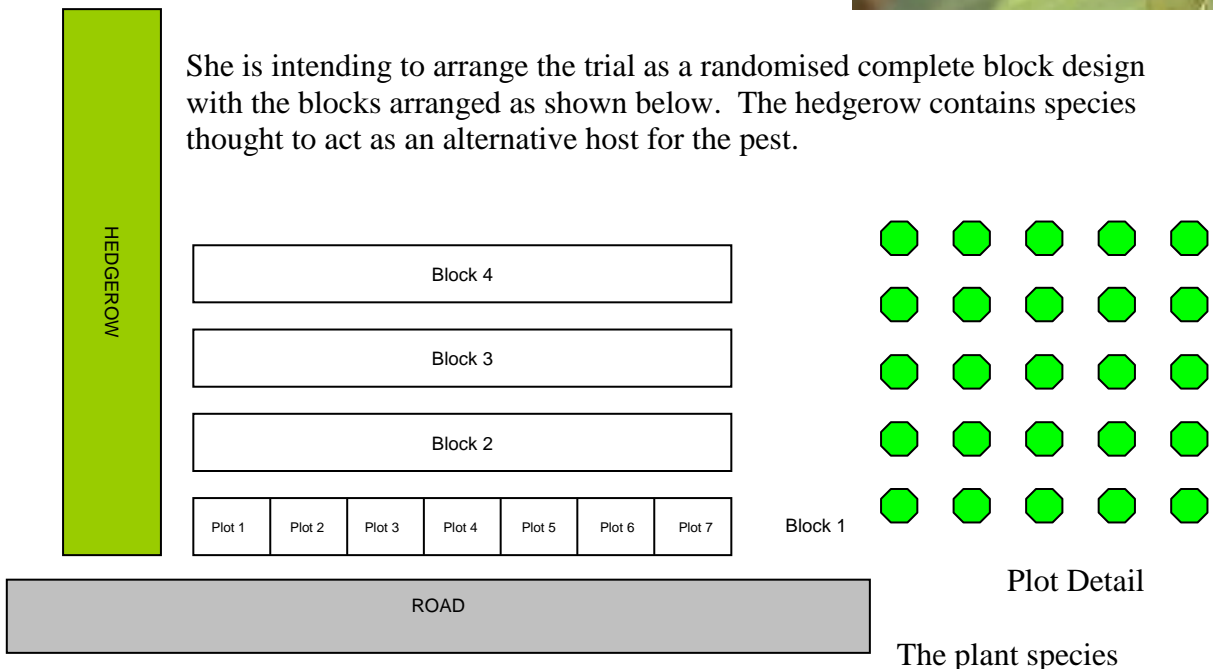 She is intending to arrange the trial as a randomised complete block design
with the blocks arranged as shown below. The hedgerow contains species
thought to act as an alternative host for the pest.
HEDGEROW
Block 4
Block 3
Block 2
Plot 1 Plot 2 Plot 3 Plot 4 Plot 5 Plot 6 Plot 7 Block 1
Plot Detail
ROAD
The plant species